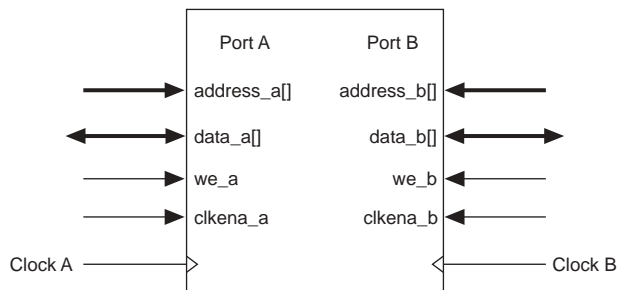 Port A Port B
address_a[] address_b[]
data_a[] data_b[]
we_a we_b
clkena_a clkena_b
Clock A Clock B